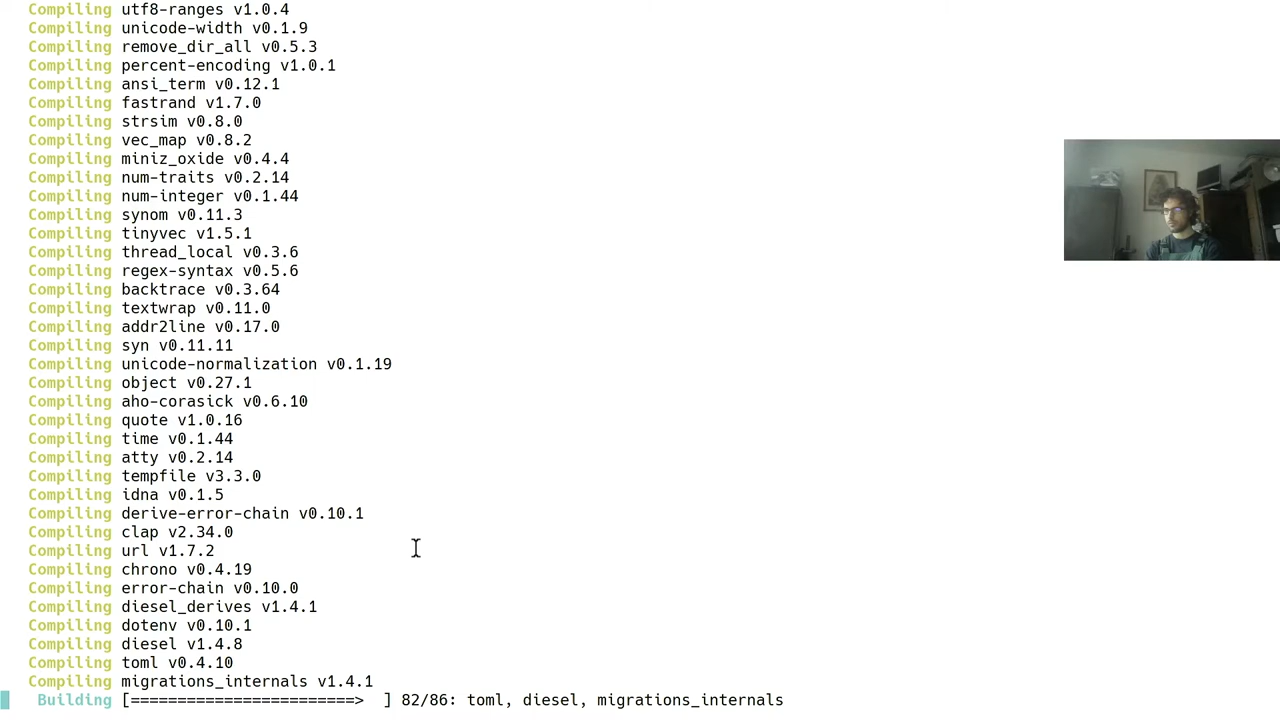 Compiling utf8-ranges v1.0.4
Compiling unicode-width v0.1.9
Compiling remove_dir_all v0.5.3
Compiling percent-encoding v1.0.1
Compiling ansi_term v0.12.1
Compiling fastrand v1.7.0
Compiling strsim v0.8.0
Compiling vec_map v0.8.2
Compiling miniz_oxide v0.4.4
Compiling num-traits v0.2.14
Compiling num-integer v0.1.44
Compiling synom v0.11.3
Compiling tinyvec v1.5.1
Compiling thread_local v0.3.6
Compiling regex-syntax v0.5.6
Compiling backtrace v0.3.64
Compiling textwrap v0.11.0
Compiling addr2line v0.17.0
Compiling syn v0.11.11
Compiling unicode-normalization v0.1.19
Compiling object v0.27.1
Compiling aho-corasick v0.6.10
Compiling quote v1.0.16
Compiling time v0.1.44
Compiling atty v0.2.14
Compiling tempfile v3.3.0
Compiling idna v0.1.5
Compiling derive-error-chain v0.10.1
Compiling clap v2.34.0
Compiling url v1.7.2
Compiling chrono v0.4.19
Compiling error-chain v0.10.0
Compiling diesel_derives v1.4.1
Compiling dotenv v0.10.1
Compiling diesel v1.4.8
Compiling toml v0.4.10
Compiling migrations_internals v1.4.1
Building [========================>  ] 82/86: toml, diesel, migrations_internals